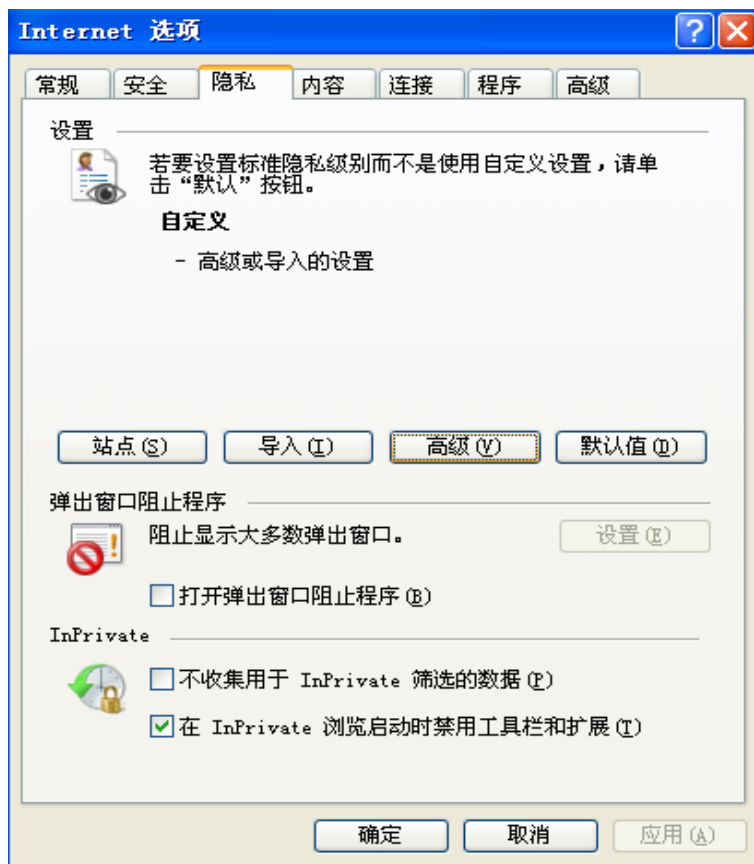 Internet 选项
常规 安全 隐私 内容 连接 程序 高级
设置
若要设置标准隐私级别而不是使用自定义设置，请单
击“默认”按钮。
自定义
- 高级或导入的设置
站点(S) 导入(I) 高级(V) 默认值(D)
弹出窗口阻止程序
阻止显示大多数弹出窗口。 设置(E)
打开弹出窗口阻止程序(B)
InPrivate
不收集用于 InPrivate 筛选的数据(P)
在 InPrivate 浏览启动时禁用工具栏和扩展(T)
确定 取消 应用(A)